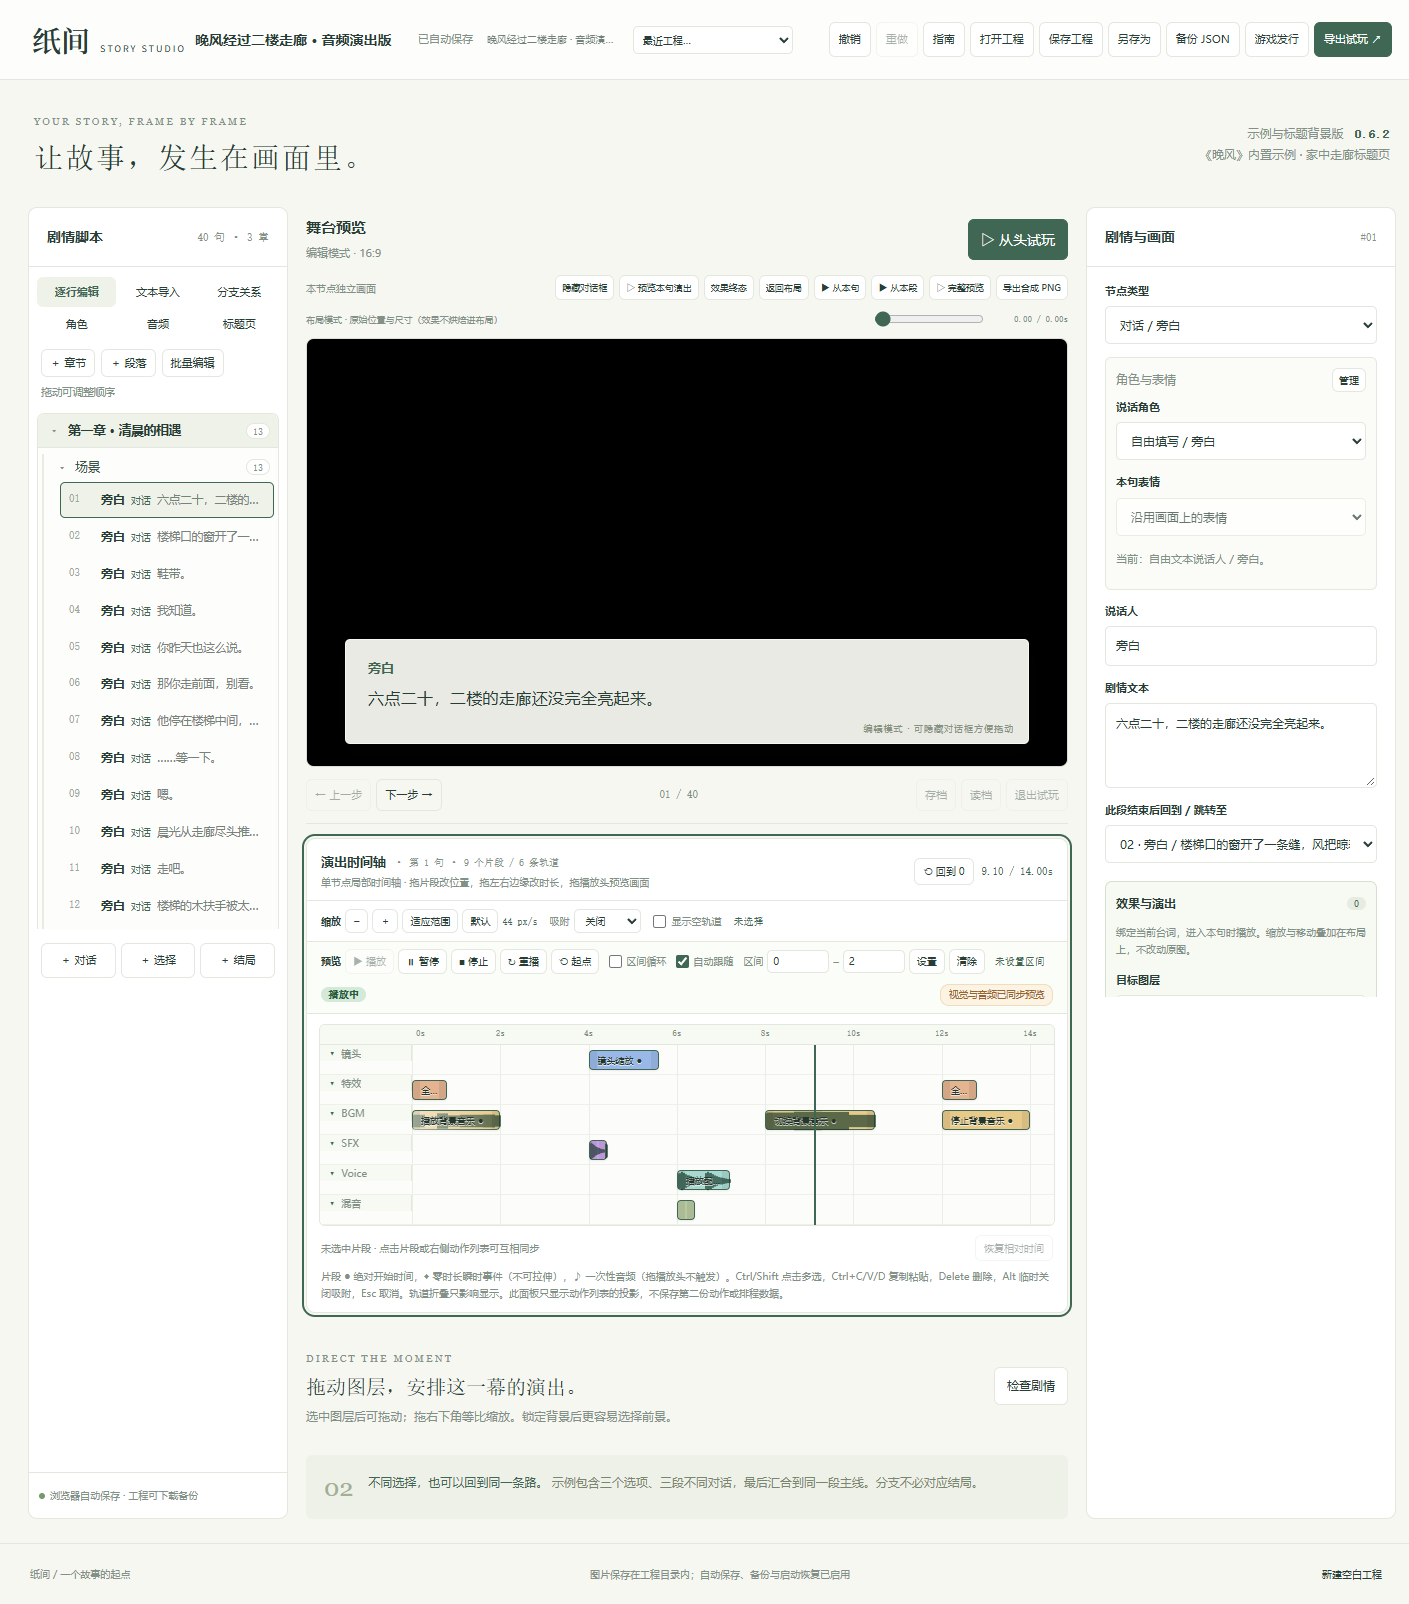 纸间 STORY STUDIO 晚风经过二楼走廊 • 音频演出版 已自动保存 晚风经过二楼走廊 · 音频演... 最近工程... 撤销 重做 指南 打开工程 保存工程 另存为 备份 JSON 游戏发行 导出试玩 ↗
YOUR STORY, FRAME BY FRAME
让故事，发生在画面里。
示例与标题背景版 0.6.2
《晚风》内置示例 · 家中走廊标题页
剧情脚本 40 句 · 3 章
逐行编辑 文本导入 分支关系
角色 音频 标题页
+ 章节 + 段落 批量编辑
拖动可调整顺序
第一章 • 清晨的相遇 13
场景 13
01 旁白 对话 六点二十，二楼的...
02 旁白 对话 楼梯口的窗开了一...
03 旁白 对话 鞋带。
04 旁白 对话 我知道。
05 旁白 对话 你昨天也这么说。
06 旁白 对话 那你走前面，别看。
07 旁白 对话 他停在楼梯中间，...
08 旁白 对话 ......等一下。
09 旁白 对话 嗯。
10 旁白 对话 晨光从走廊尽头推...
11 旁白 对话 走吧。
12 旁白 对话 楼梯的木扶手被太...
+ 对话 + 选择 + 结局
浏览器自动保存 · 工程可下载备份
舞台预览
编辑模式 · 16:9
▷ 从头试玩
本节点独立画面 隐藏对话框 ▷ 预览本句演出 效果终态 返回布局 ▶ 从本句 ▶ 从本段 ▷ 完整预览 导出合成 PNG
布局模式 · 原始位置与尺寸（效果不烘焙进布局） 0.00 / 0.00s
旁白
六点二十，二楼的走廊还没完全亮起来。
编辑模式 · 可隐藏对话框方便拖动
← 上一步 下一步 → 01 / 40 存档 读档 退出试玩
演出时间轴 · 第 1 句 · 9 个片段 / 6 条轨道
单节点局部时间轴 · 拖片段改位置，拖左右边缘改时长，拖播放头预览画面
⟲ 回到 0 9.10 / 14.00s
缩放 − + 适应范围 默认 44 px/s 吸附 关闭 显示空轨道 未选择
预览 ▶ 播放 ⏸ 暂停 ■ 停止 ↻ 重播 ⟲ 起点 区间循环 自动跟随 区间 0 – 2 设置 清除 未设置区间
播放中 视觉与音频已同步预览
0s 2s 4s 6s 8s 10s 12s 14s
▾ 镜头 镜头缩放 ●
▾ 特效 全... 全...
▾ BGM 播放背景音乐 ● 切换背景音乐 ● 停止背景音乐 ●
▾ SFX
▾ Voice
▾ 混音
未选中片段 · 点击片段或右侧动作列表可互相同步 恢复相对时间
片段 ● 绝对开始时间，✦ 零时长瞬时事件（不可拉伸），♪ 一次性音频（拖播放头不触发）。Ctrl/Shift 点击多选，Ctrl+C/V/D 复制粘贴，Delete 删除，Alt 临时关
闭吸附，Esc 取消。轨道折叠只影响显示。此面板只显示动作列表的投影，不保存第二份动作或排程数据。
DIRECT THE MOMENT
拖动图层，安排这一幕的演出。
选中图层后可拖动；拖右下角等比缩放。锁定背景后更容易选择前景。
检查剧情
02 不同选择，也可以回到同一条路。 示例包含三个选项、三段不同对话，最后汇合到同一段主线。分支不必对应结局。
剧情与画面 #01
节点类型
对话 / 旁白
角色与表情 管理
说话角色
自由填写 / 旁白
本句表情
沿用画面上的表情
当前：自由文本说话人 / 旁白。
说话人
旁白
剧情文本
六点二十，二楼的走廊还没完全亮起来。
此段结束后回到 / 跳转至
02 · 旁白 / 楼梯口的窗开了一条缝，风把晾
效果与演出 0
绑定当前台词，进入本句时播放。缩放与移动叠加在布局
上，不改动原图。
目标图层
纸间 / 一个故事的起点 图片保存在工程目录内；自动保存、备份与启动恢复已启用 新建空白工程